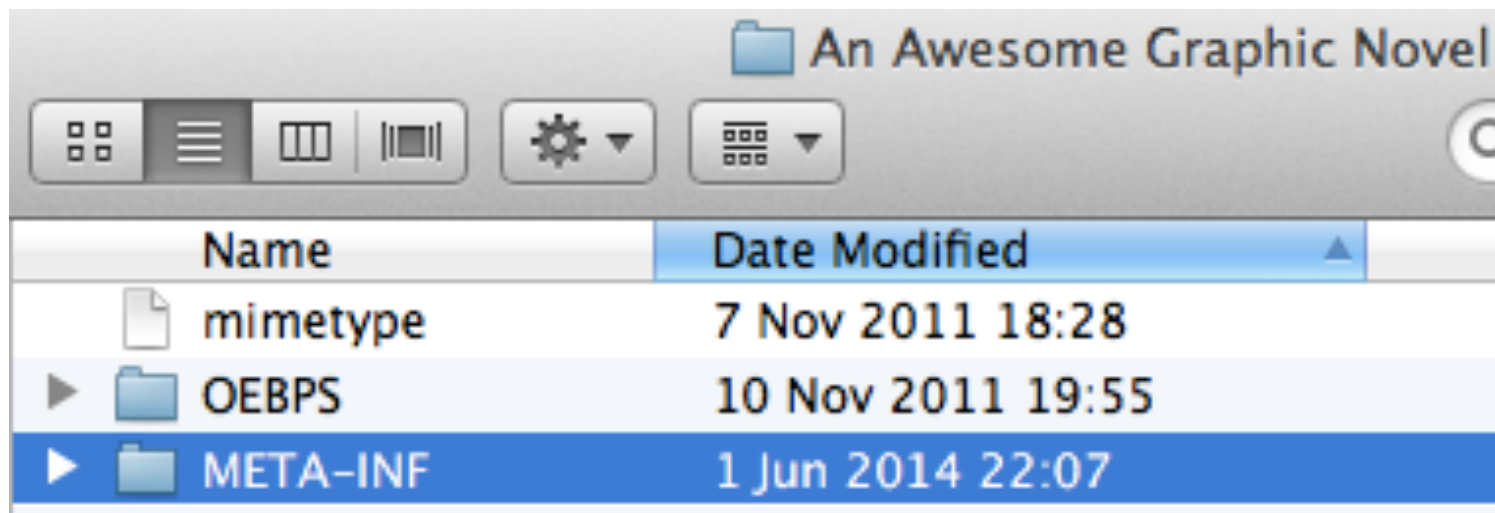 An Awesome Graphic Novel
Name Date Modified
mimetype 7 Nov 2011 18:28
OEBPS 10 Nov 2011 19:55
META-INF 1 Jun 2014 22:07